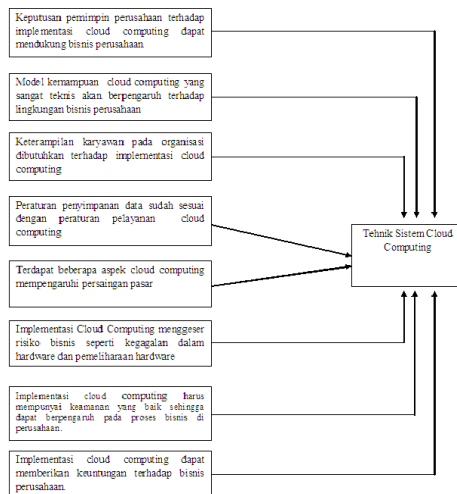 Keputusan pemimpin perusahaan terhadap
implementasi cloud computing dapat
mendukung bisnis perusahaan
Model kemampuan cloud computing yang
sangat teknis akan berpengaruh terhadap
lingkungan bisnis perusahaan
Keterampilan karyawan pada organisasi
dibutuhkan terhadap implementasi cloud
computing
Peraturan penyimpanan data sudah sesuai
dengan peraturan pelayanan cloud
computing
Tehnik Sistem Cloud
Computing
Terdapat beberapa aspek cloud computing
mempengaruhi persaingan pasar
Implementasi Cloud Computing menggeser
risiko bisnis seperti kegagalan dalam
hardware dan pemeliharaan hardware
Implementasi cloud computing harus
mempunyai keamanan yang baik sehingga
dapat berpengaruh pada proses bisnis di
perusahaan.
Implementasi cloud computing dapat
memberikan keuntungan terhadap bisnis
perusahaan.